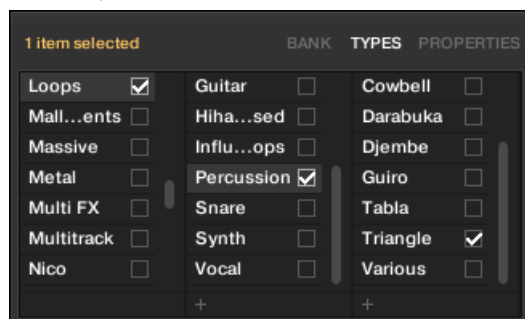 1 item selected BANK TYPES PROPERTIES
Loops Guitar Cowbell
Mall...ents Hiha...sed Darabuka
Massive Influ...ops Djembe
Metal Percussion Guiro
Multi FX Snare Tabla
Multitrack Synth Triangle
Nico Vocal Various
+ +